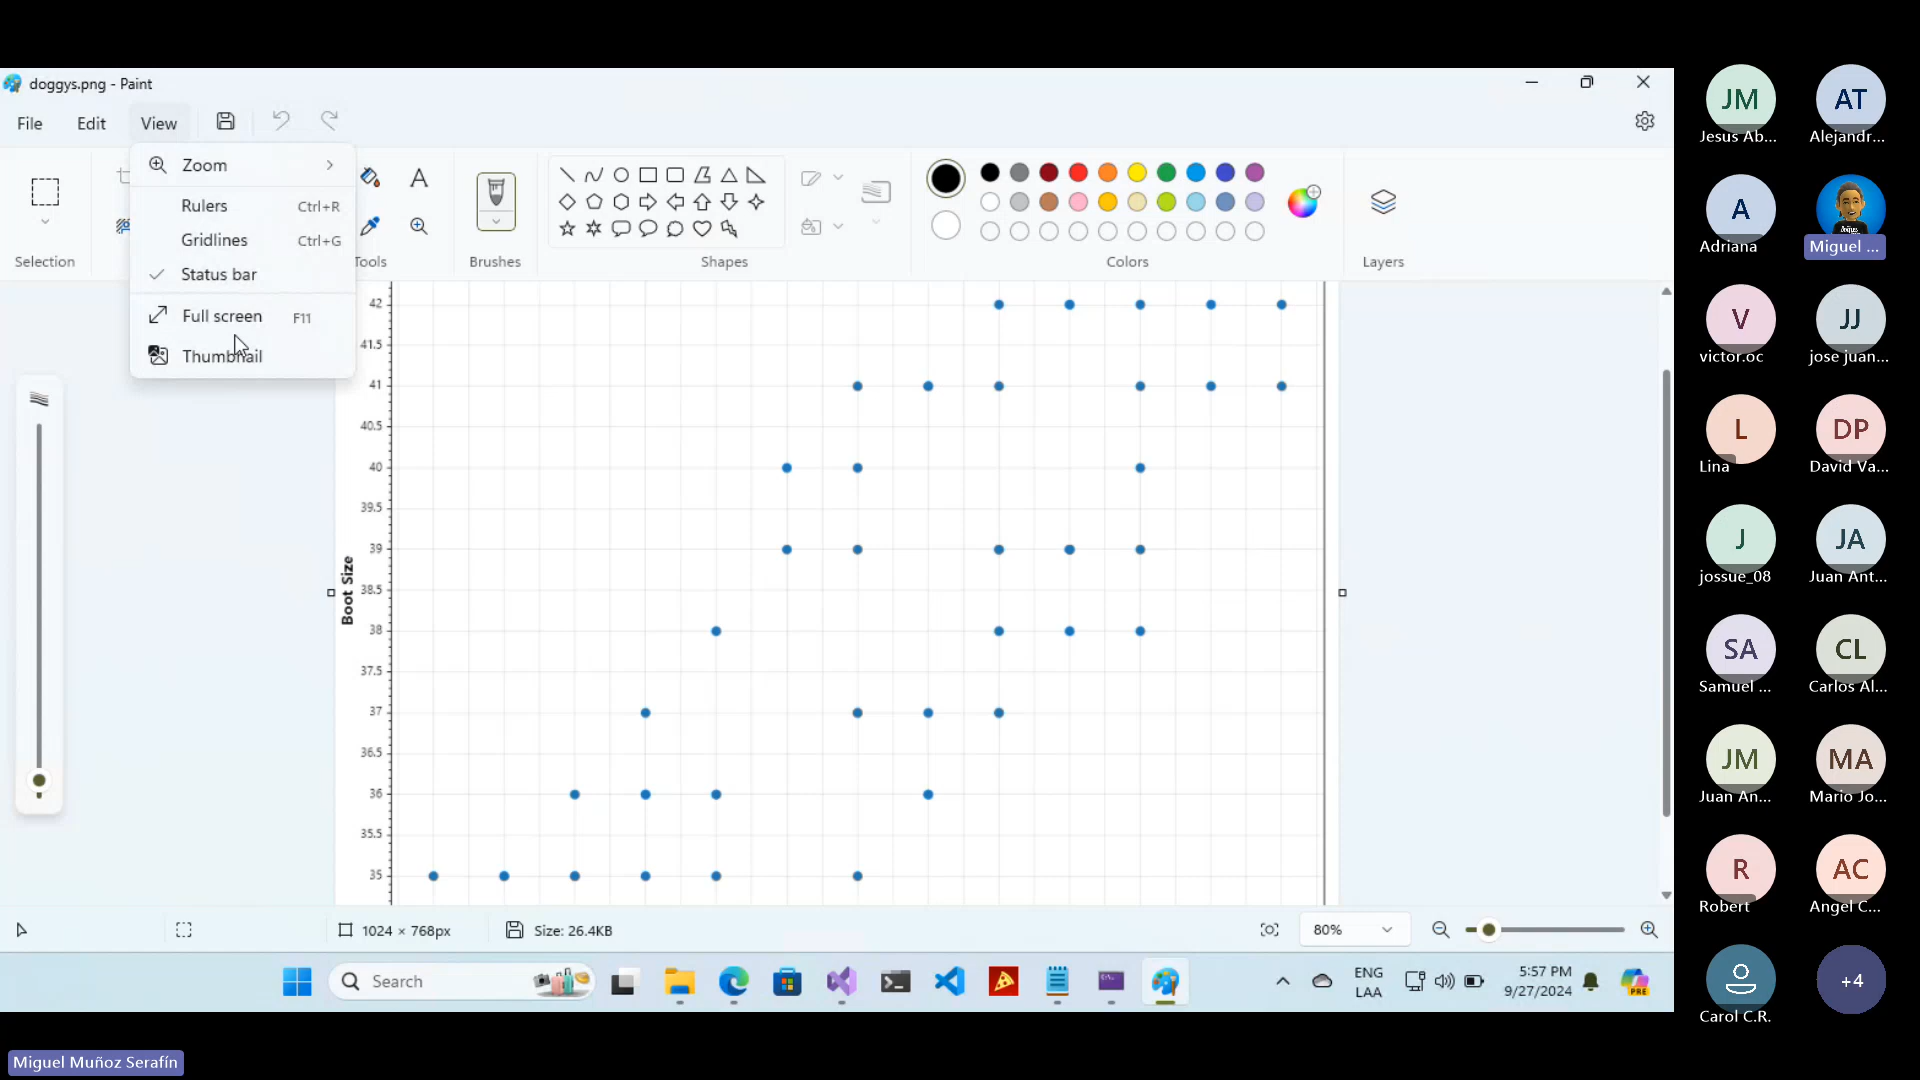 doggys.png - Paint
File Edit View
Zoom
Rulers Ctrl+R
Gridlines Ctrl+G
Status bar
Full screen F11
Thumbnail
Selection
Tools
Brushes
Shapes
Colors
Layers
Boot Size
42
41.5
41
40.5
40
39.5
39
38.5
38
37.5
37
36.5
36
35.5
35
1024 × 768px
Size: 26.4KB
80%
Search
PRE
ENG
LAA
5:57 PM
9/27/2024
JM
Jesus Ab...
AT
Alejandr...
A
Adriana
Miguel ...
V
victor.oc
JJ
jose juan...
L
Lina
DP
David Va...
J
jossue_08
JA
Juan Ant...
SA
Samuel ...
CL
Carlos Al...
JM
Juan An...
MA
Mario Jo...
R
Robert
AC
Angel C...
Carol C.R.
+4
Miguel Muñoz Serafín